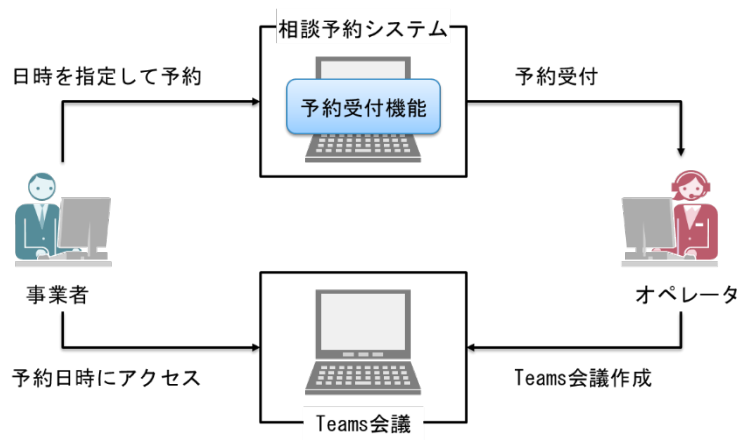 相談予約システム
日時を指定して予約
予約受付
予約受付機能
事業者
オペレータ
予約日時にアクセス
Teams会議作成
Teams会議